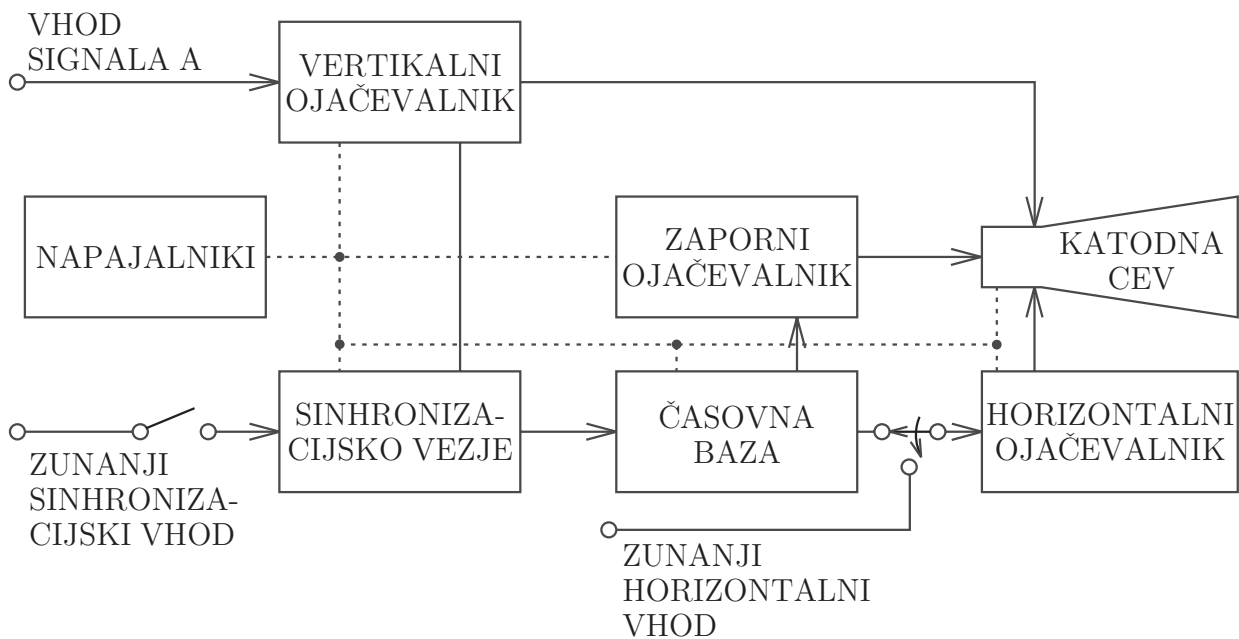 VHOD
SIGNALA A
VERTIKALNI
OJAČEVALNIK
NAPAJALNIKI
ZAPORNI
OJAČEVALNIK
KATODNA
CEV
ZUNANJI
SINHRONIZA-
CIJSKI VHOD
SINHRONIZA-
CIJSKO VEZJE
ČASOVNA
BAZA
HORIZONTALNI
OJAČEVALNIK
ZUNANJI
HORIZONTALNI
VHOD